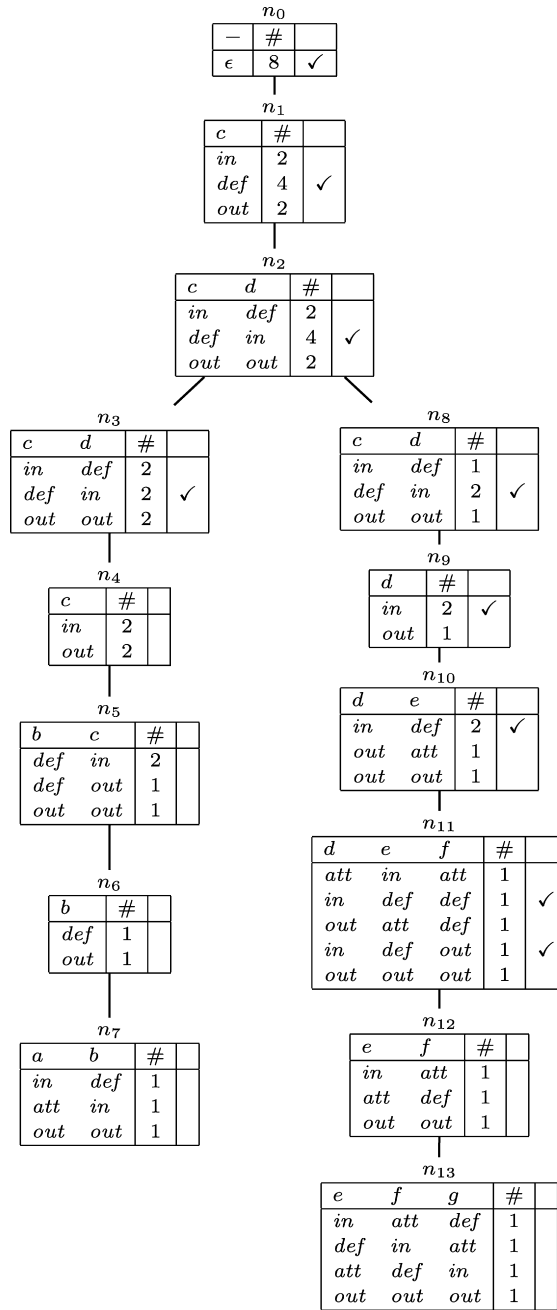 n₀
− #
ϵ 8 ✓
n₁
c #
in 2
def 4 ✓
out 2
n₂
c d #
in def 2
def in 4 ✓
out out 2
n₃
c d #
in def 2
def in 2 ✓
out out 2
n₄
c #
in 2
out 2
n₅
b c #
def in 2
def out 1
out out 1
n₆
b #
def 1
out 1
n₇
a b #
in def 1
att in 1
out out 1
n₈
c d #
in def 1
def in 2 ✓
out out 1
n₉
d #
in 2 ✓
out 1
n₁₀
d e #
in def 2 ✓
out att 1
out out 1
n₁₁
d e f #
att in att 1
in def def 1 ✓
out att def 1
in def out 1 ✓
out out out 1
n₁₂
e f #
in att 1
att def 1
out out 1
n₁₃
e f g #
in att def 1
def in att 1
att def in 1
out out out 1